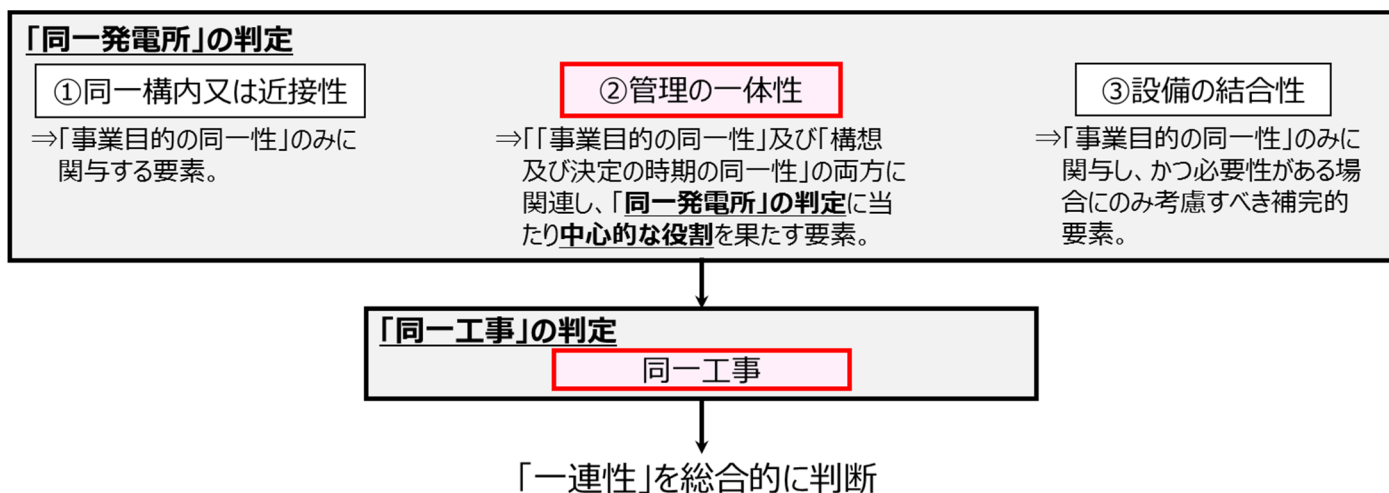 「同一発電所」の判定
①同一構内又は近接性
⇒「事業目的の同一性」のみに
関与する要素。
②管理の一体性
⇒「「事業目的の同一性」及び「構想
及び決定の時期の同一性」の両方に
関連し、「同一発電所」の判定に当
たり中心的な役割を果たす要素。
③設備の結合性
⇒「事業目的の同一性」のみに
関与し、かつ必要性がある場
合にのみ考慮すべき補完的
要素。
「同一工事」の判定
同一工事
「一連性」を総合的に判断